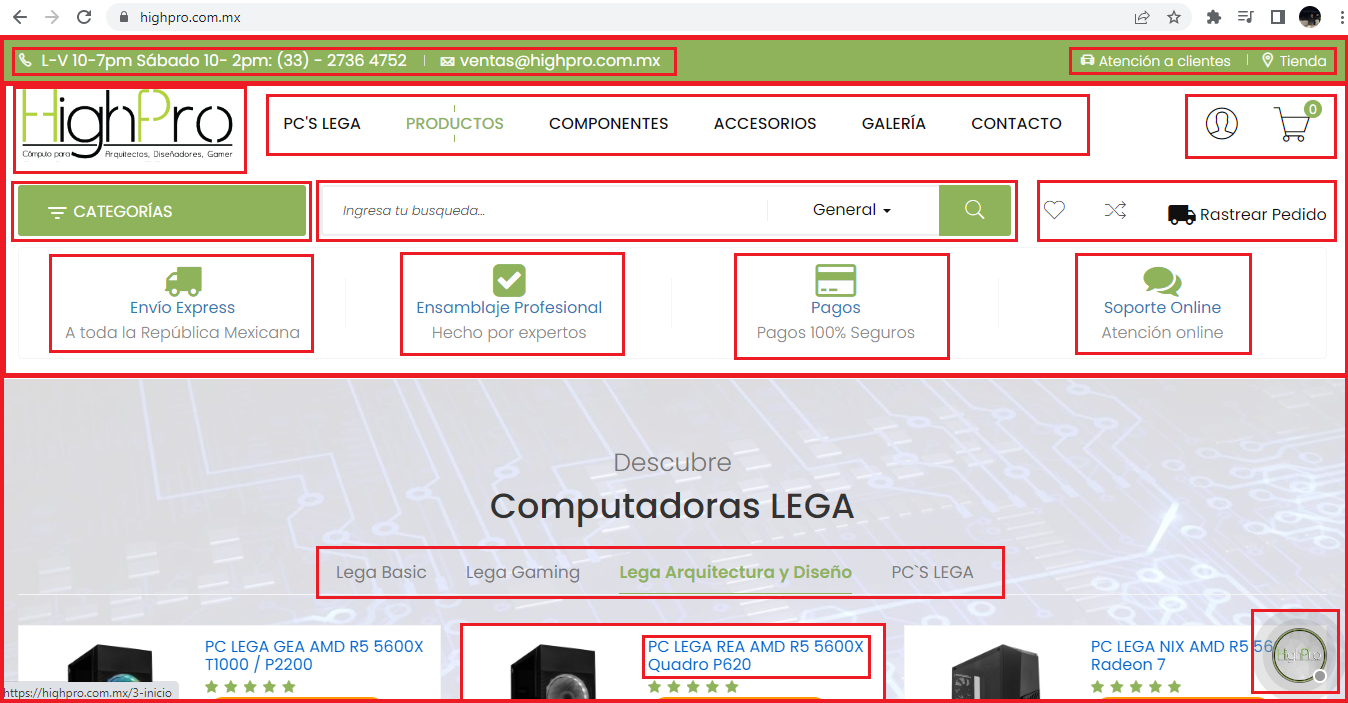 highpro.com.mx
L-V 10-7pm Sábado 10- 2pm: (33) - 2736 4752
ventas@highpro.com.mx
Atención a clientes
Tienda
HighPro
Cómputo para Arquitectos, Diseñadores, Gamer
PC'S LEGA
PRODUCTOS
COMPONENTES
ACCESORIOS
GALERÍA
CONTACTO
0
CATEGORÍAS
Ingresa tu busqueda...
General
Rastrear Pedido
Envío Express
A toda la República Mexicana
Ensamblaje Profesional
Hecho por expertos
Pagos
Pagos 100% Seguros
Soporte Online
Atención online
Descubre
Computadoras LEGA
Lega Basic
Lega Gaming
Lega Arquitectura y Diseño
PC`S LEGA
PC LEGA GEA AMD R5 5600X
T1000 / P2200
PC LEGA REA AMD R5 5600X
Quadro P620
PC LEGA NIX AMD R5 56
Radeon 7
HighPro
https://highpro.com.mx/3-inicio